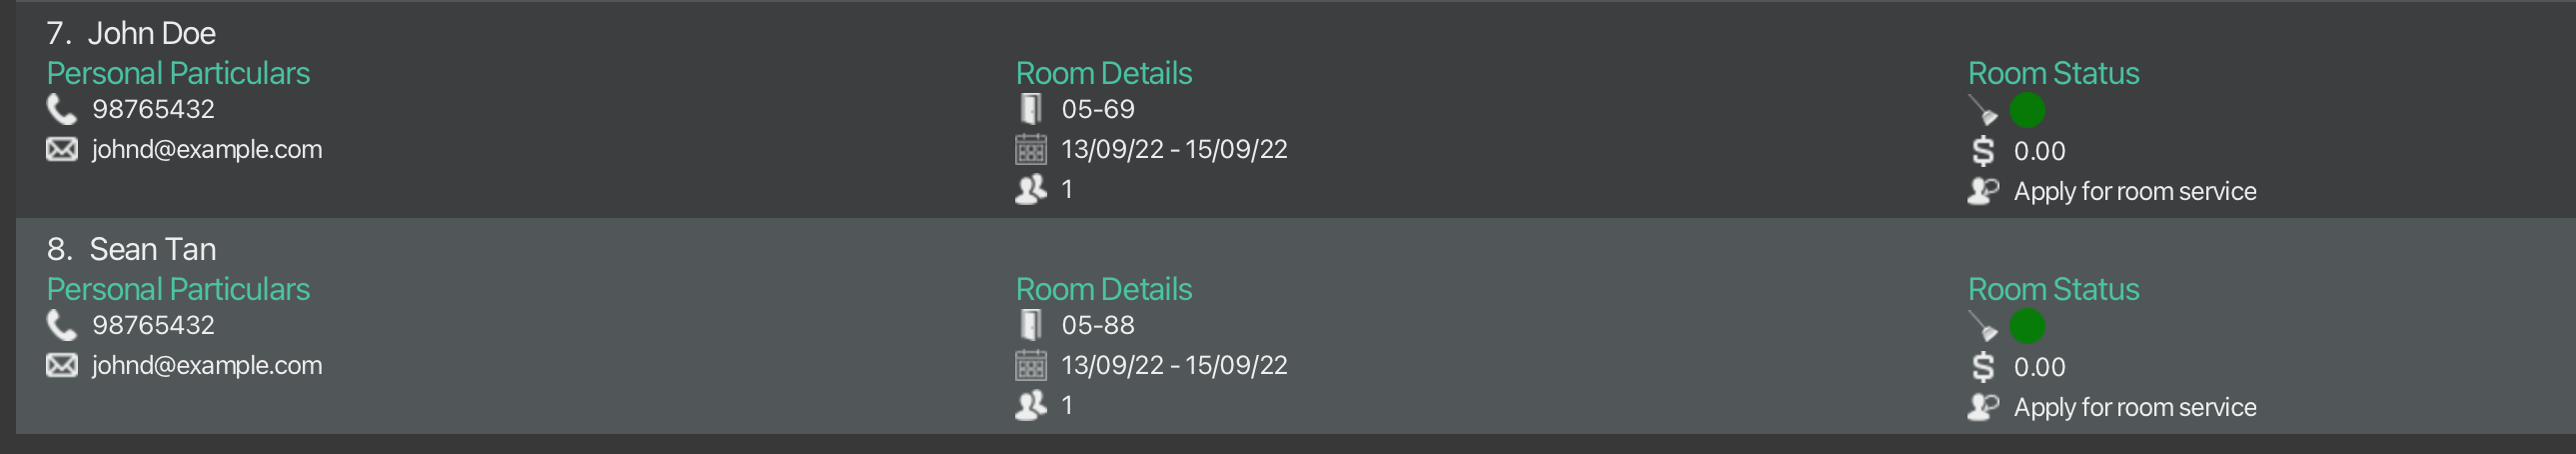 7. John Doe
Personal Particulars
98765432
johnd@example.com
Room Details
05-69
13/09/22 - 15/09/22
1
Room Status
0.00
Apply for room service
8. Sean Tan
Personal Particulars
98765432
johnd@example.com
Room Details
05-88
13/09/22 - 15/09/22
1
Room Status
0.00
Apply for room service